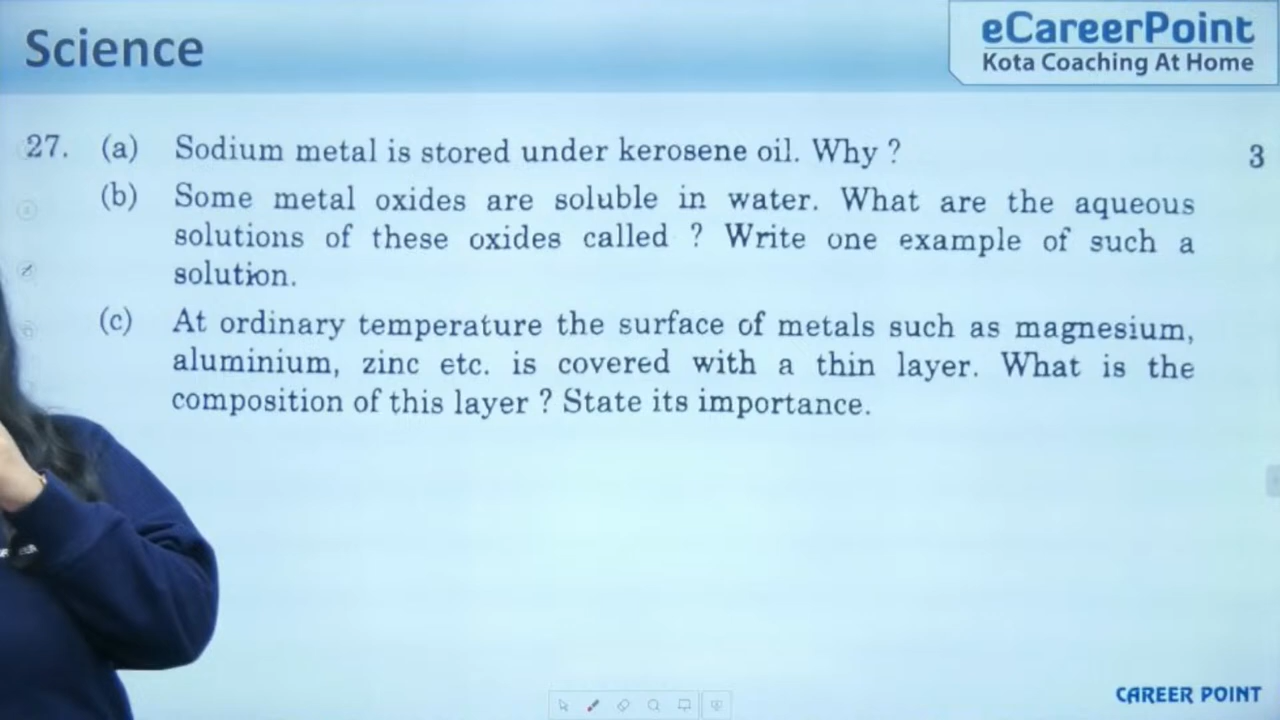 Science
eCareerPoint
Kota Coaching At Home
27. (a) Sodium metal is stored under kerosene oil. Why ? 3
(b) Some metal oxides are soluble in water. What are the aqueous
solutions of these oxides called ? Write one example of such a
solution.
(c) At ordinary temperature the surface of metals such as magnesium,
aluminium, zinc etc. is covered with a thin layer. What is the
composition of this layer ? State its importance.
CAREER POINT